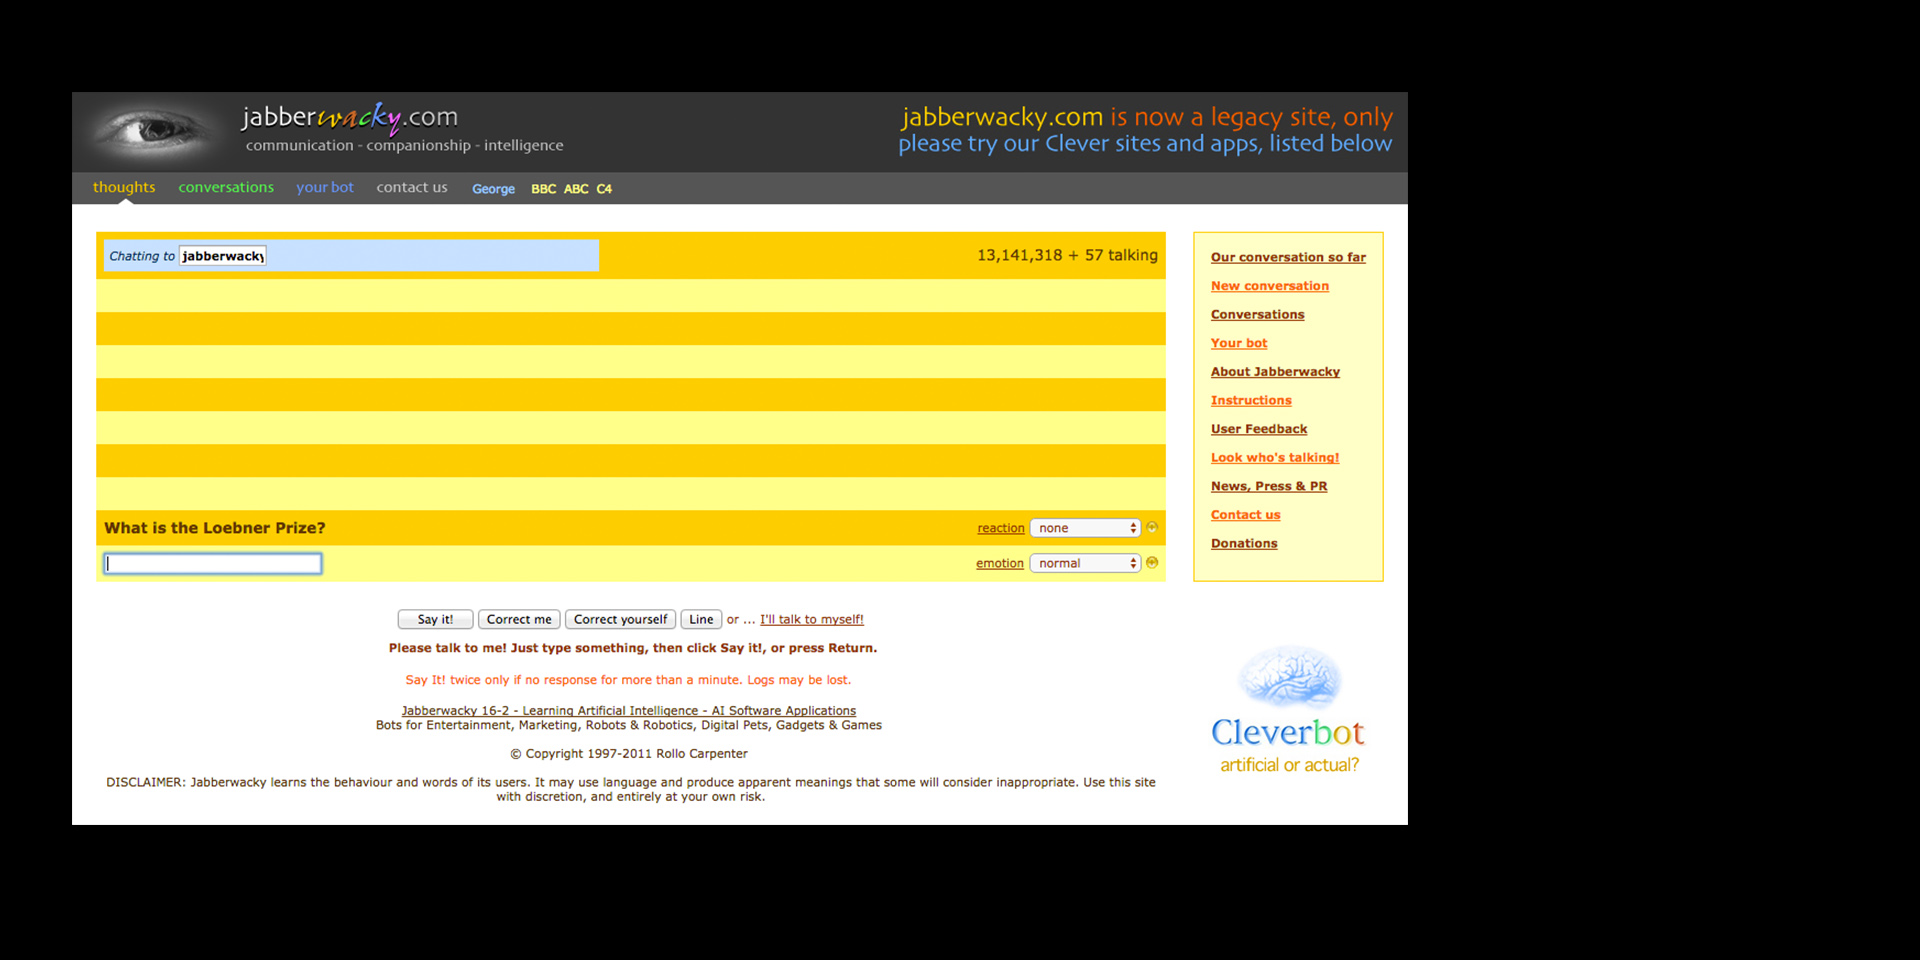 jabberwacky.com
communication - companionship - intelligence
jabberwacky.com is now a legacy site, only
please try our Clever sites and apps, listed below
thoughts conversations your bot contact us George BBC ABC C4
Chatting to jabberwacky
13,141,318 + 57 talking
What is the Loebner Prize?
reaction none
emotion normal
Our conversation so far
New conversation
Conversations
Your bot
About Jabberwacky
Instructions
User Feedback
Look who's talking!
News, Press & PR
Contact us
Donations
Say it! Correct me Correct yourself Line or ... I'll talk to myself!
Please talk to me! Just type something, then click Say it!, or press Return.
Say It! twice only if no response for more than a minute. Logs may be lost.
Jabberwacky 16-2 - Learning Artificial Intelligence - AI Software Applications
Bots for Entertainment, Marketing, Robots & Robotics, Digital Pets, Gadgets & Games
© Copyright 1997-2011 Rollo Carpenter
DISCLAIMER: Jabberwacky learns the behaviour and words of its users. It may use language and produce apparent meanings that some will consider inappropriate. Use this site
with discretion, and entirely at your own risk.
Cleverbot
artificial or actual?